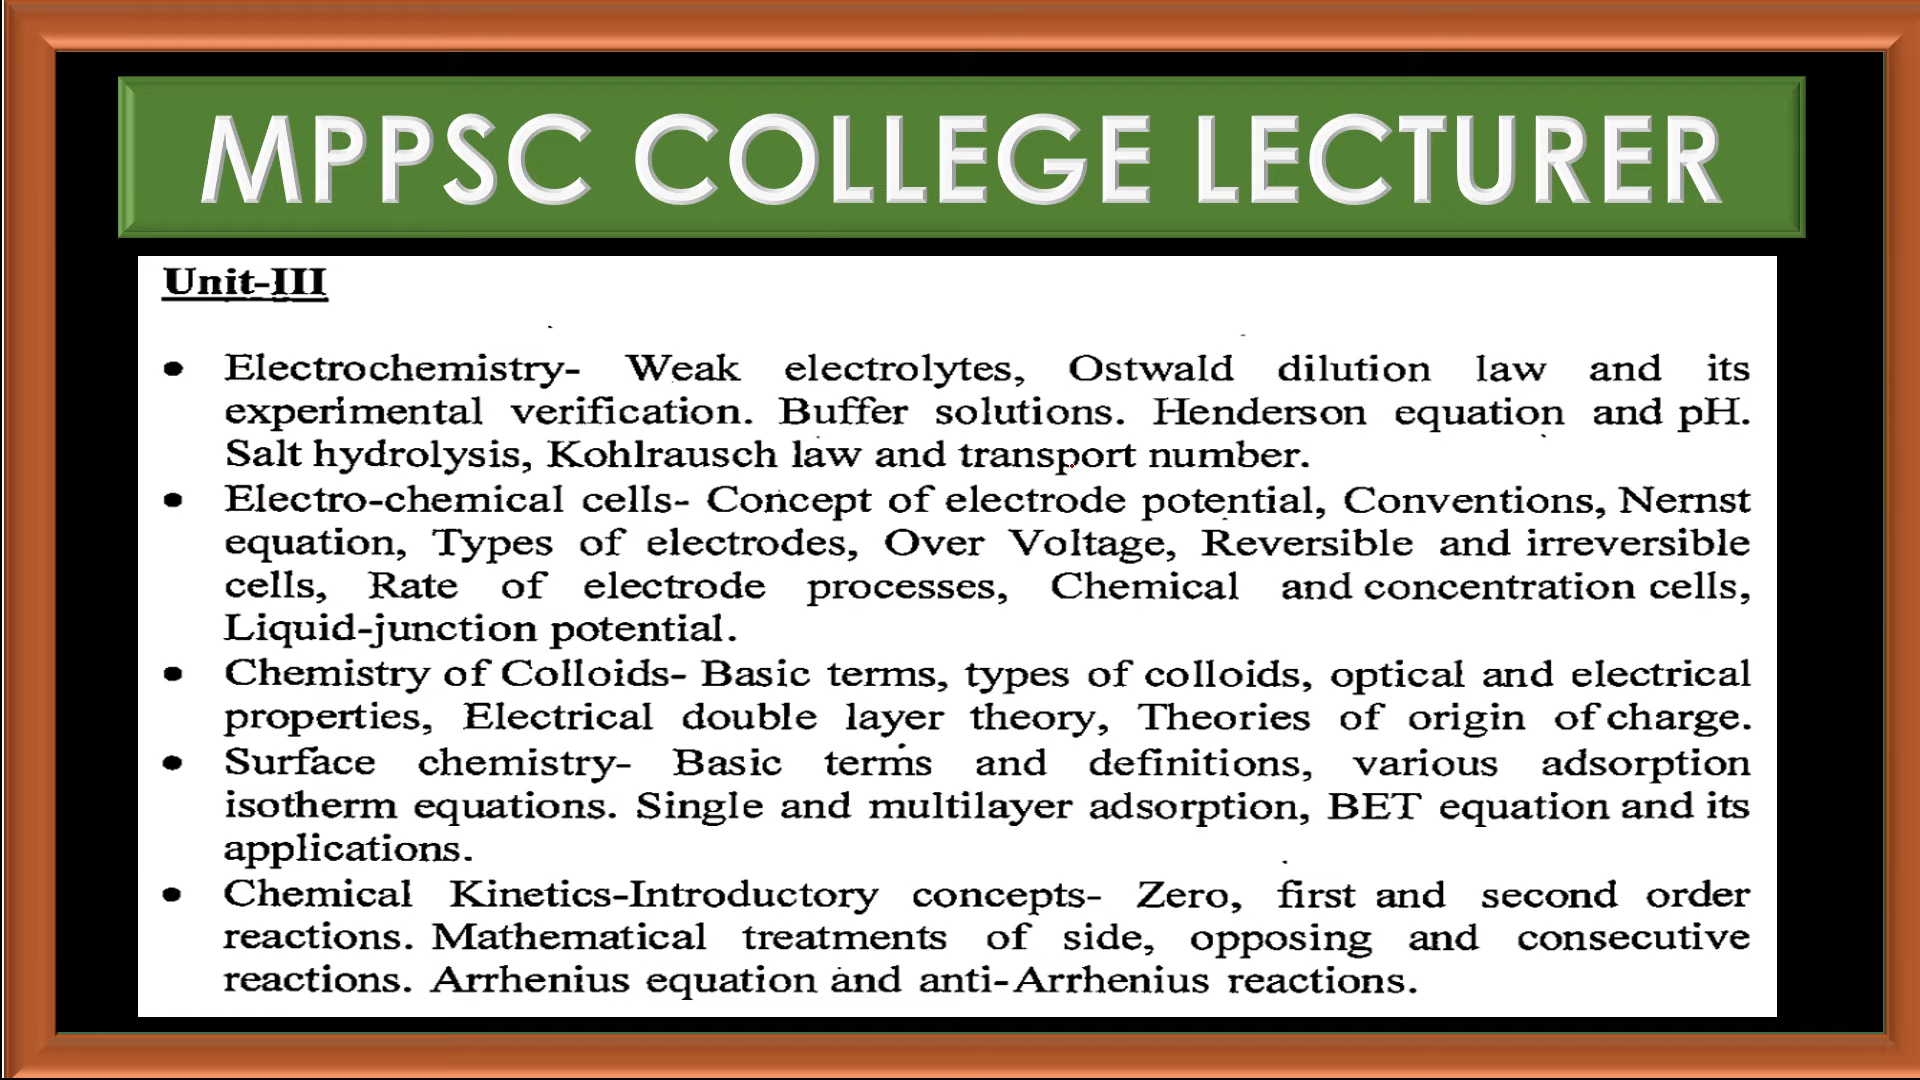 MPPSC COLLEGE LECTURER
Unit-III
• Electrochemistry- Weak electrolytes, Ostwald dilution law and its
experimental verification. Buffer solutions. Henderson equation and pH.
Salt hydrolysis, Kohlrausch law and transport number.
• Electro-chemical cells- Concept of electrode potential, Conventions, Nernst
equation, Types of electrodes, Over Voltage, Reversible and irreversible
cells, Rate of electrode processes, Chemical and concentration cells,
Liquid-junction potential.
• Chemistry of Colloids- Basic terms, types of colloids, optical and electrical
properties, Electrical double layer theory, Theories of origin of charge.
• Surface chemistry- Basic terms and definitions, various adsorption
isotherm equations. Single and multilayer adsorption, BET equation and its
applications.
• Chemical Kinetics-Introductory concepts- Zero, first and second order
reactions. Mathematical treatments of side, opposing and consecutive
reactions. Arrhenius equation and anti-Arrhenius reactions.